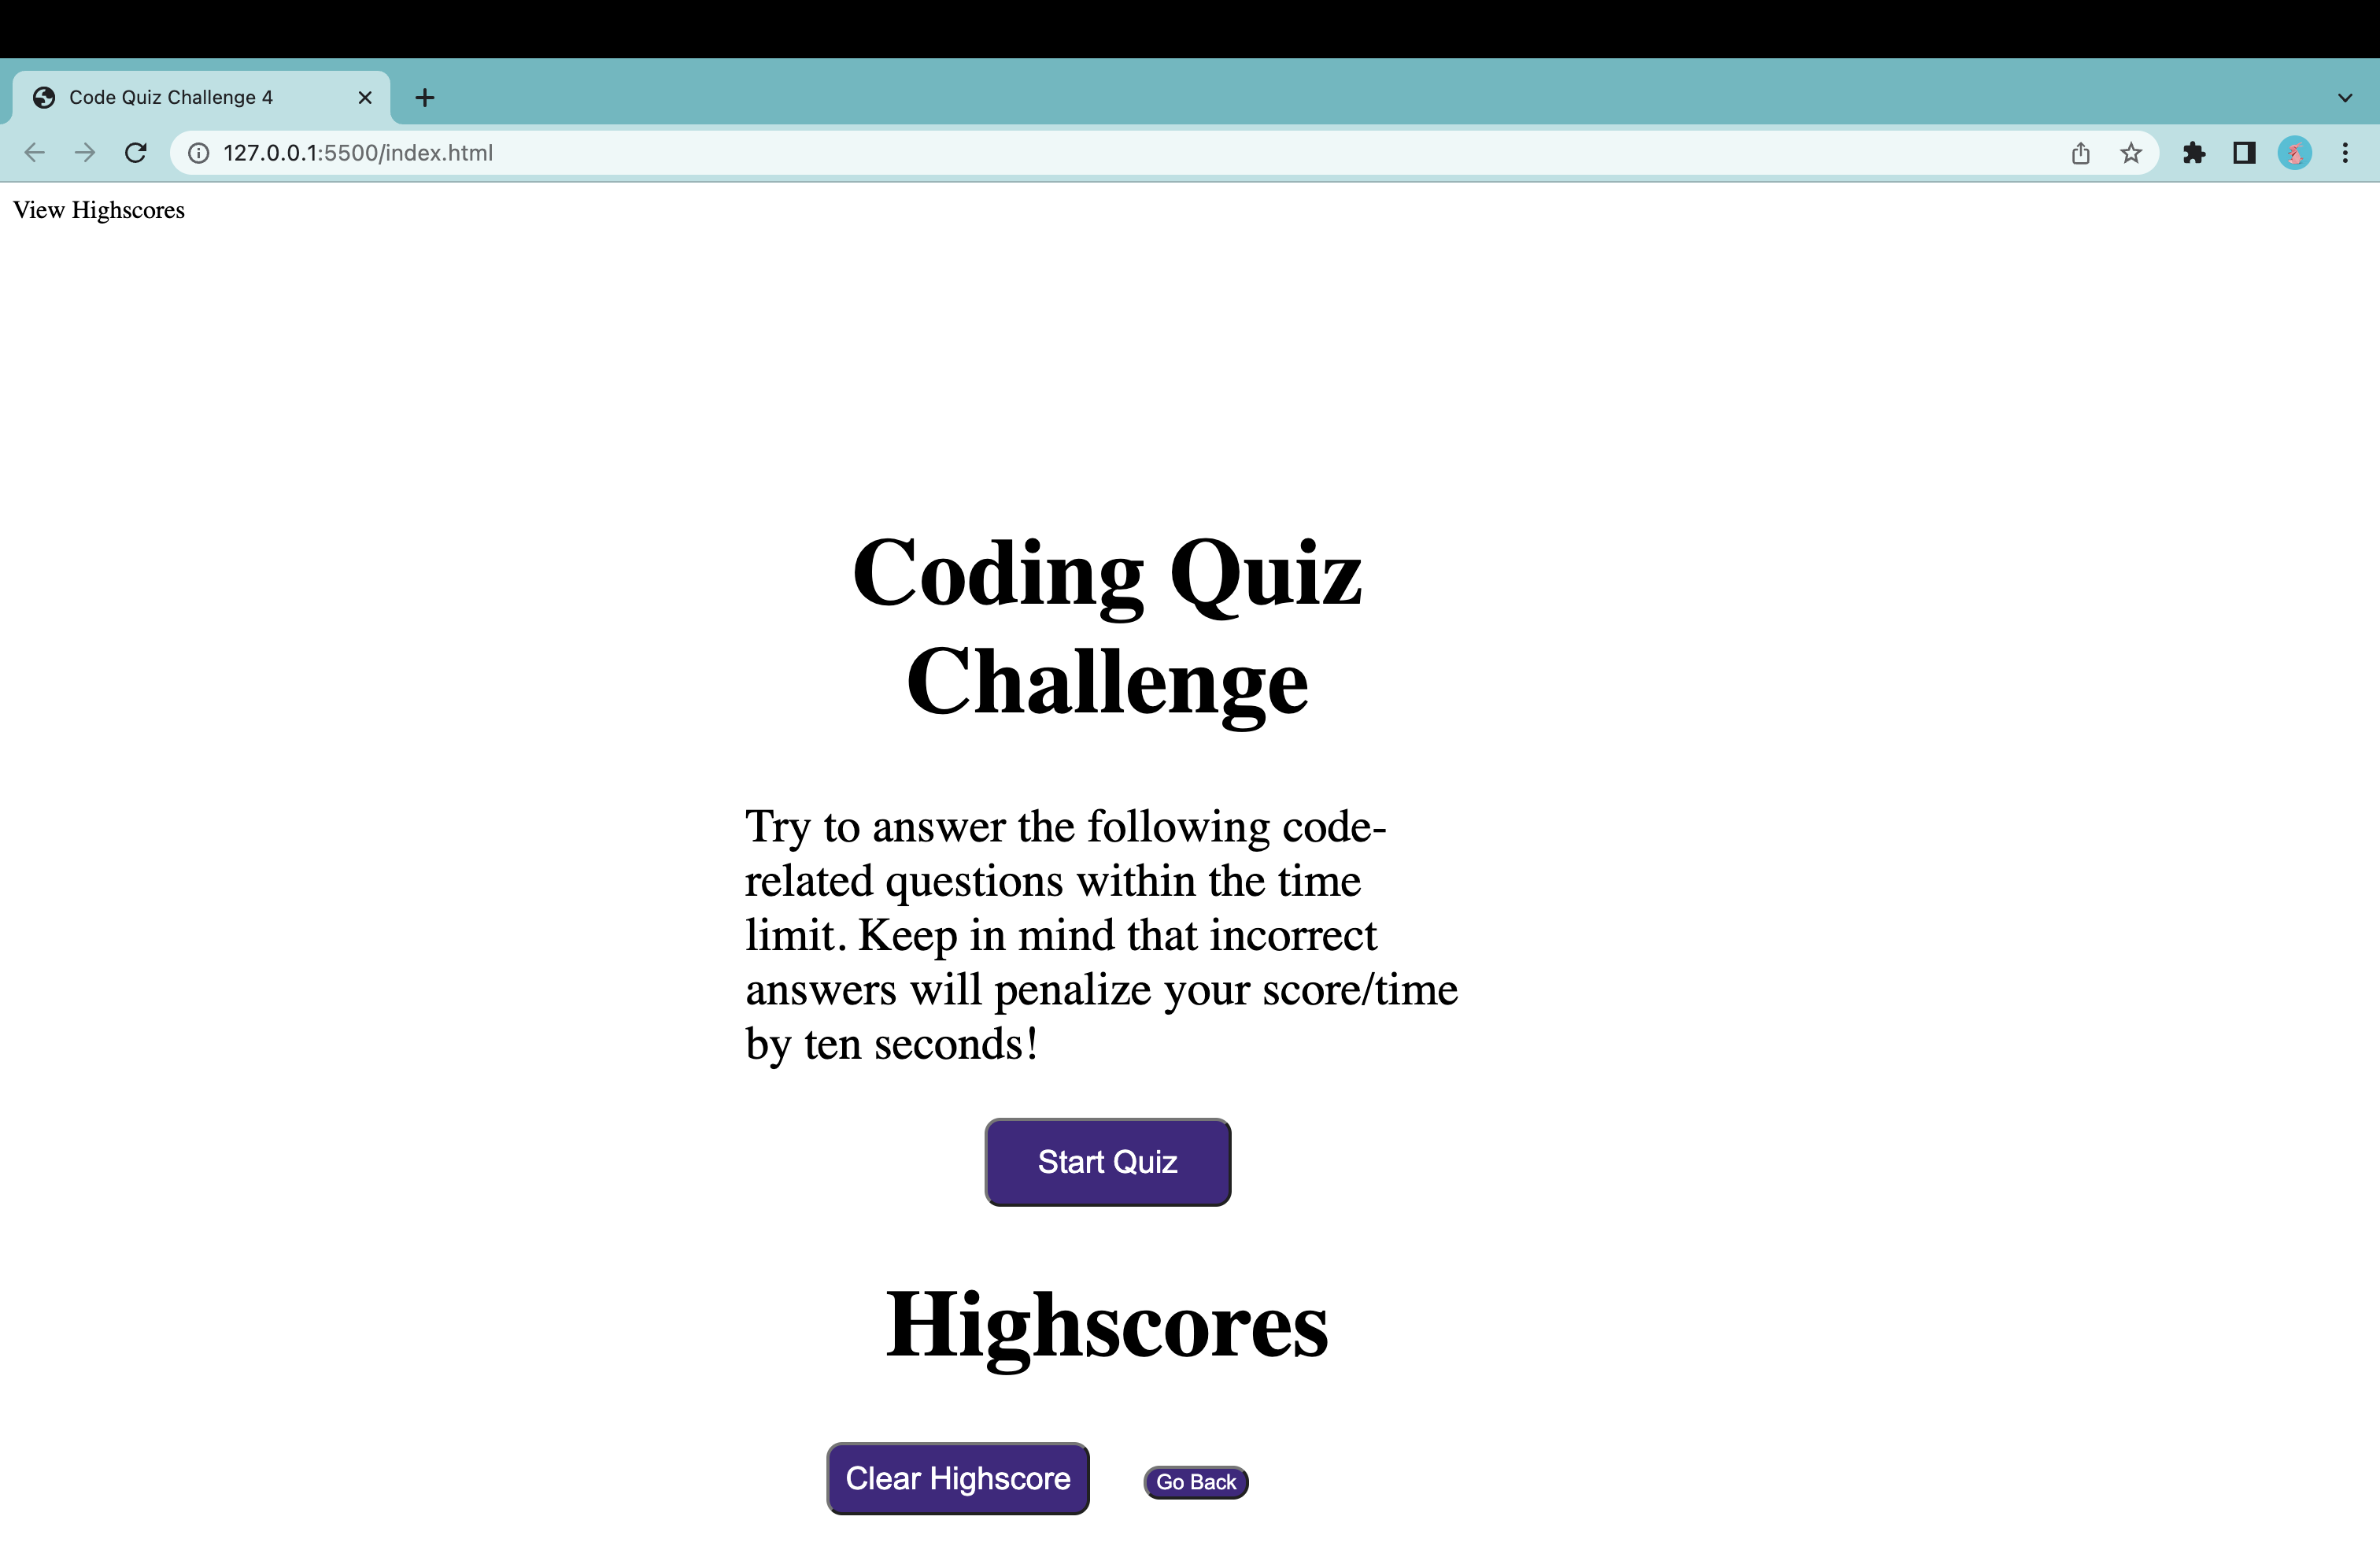 Code Quiz Challenge 4
127.0.0.1:5500/index.html
View Highscores
Coding Quiz
Challenge
Try to answer the following code-
related questions within the time
limit. Keep in mind that incorrect
answers will penalize your score/time
by ten seconds!
Start Quiz
Highscores
Clear Highscore Go Back